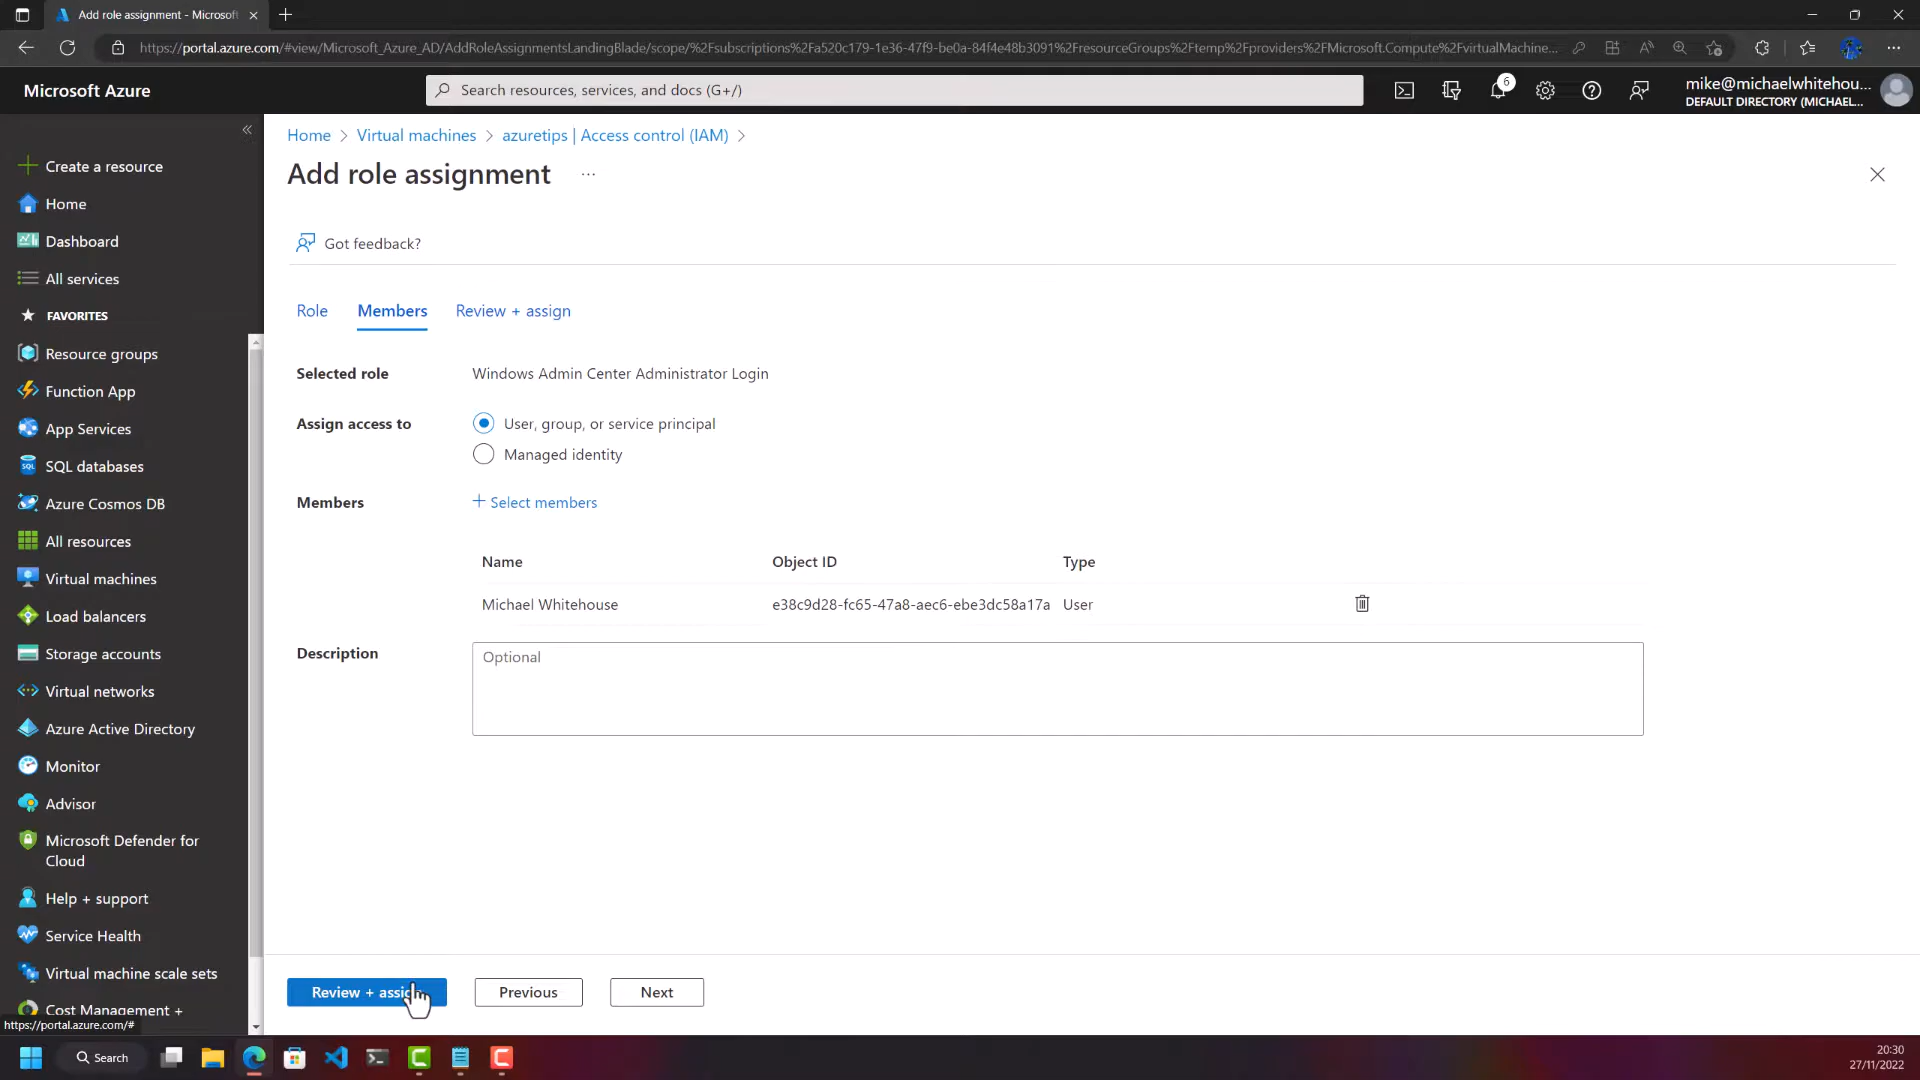 Add role assignment - Microsof
https://portal.azure.com/#view/Microsoft_Azure_AD/AddRoleAssignmentsLandingBlade/scope/%2Fsubscriptions%2Fa520c179-1e36-47f9-be0a-84f4e48b3091%2FresourceGroups%2Ftemp%2Fproviders%2FMicrosoft.Compute%2FvirtualMachine...
Microsoft Azure
Search resources, services, and docs (G+/)
6
mike@michaelwhitehou...
DEFAULT DIRECTORY (MICHAEL...
Create a resource
Home
Dashboard
All services
FAVORITES
Resource groups
Function App
App Services
SQL databases
Azure Cosmos DB
All resources
Virtual machines
Load balancers
Storage accounts
Virtual networks
Azure Active Directory
Monitor
Advisor
Microsoft Defender for
Cloud
Help + support
Service Health
Virtual machine scale sets
Cost Management +
https://portal.azure.com/#
Home > Virtual machines > azuretips | Access control (IAM) >
Add role assignment ...
Got feedback?
Role Members Review + assign
Selected role Windows Admin Center Administrator Login
Assign access to User, group, or service principal
Managed identity
Members + Select members
Name Object ID Type
Michael Whitehouse e38c9d28-fc65-47a8-aec6-ebe3dc58a17a User
Description Optional
Review + assi Previous Next
Search
20:30
27/11/2022